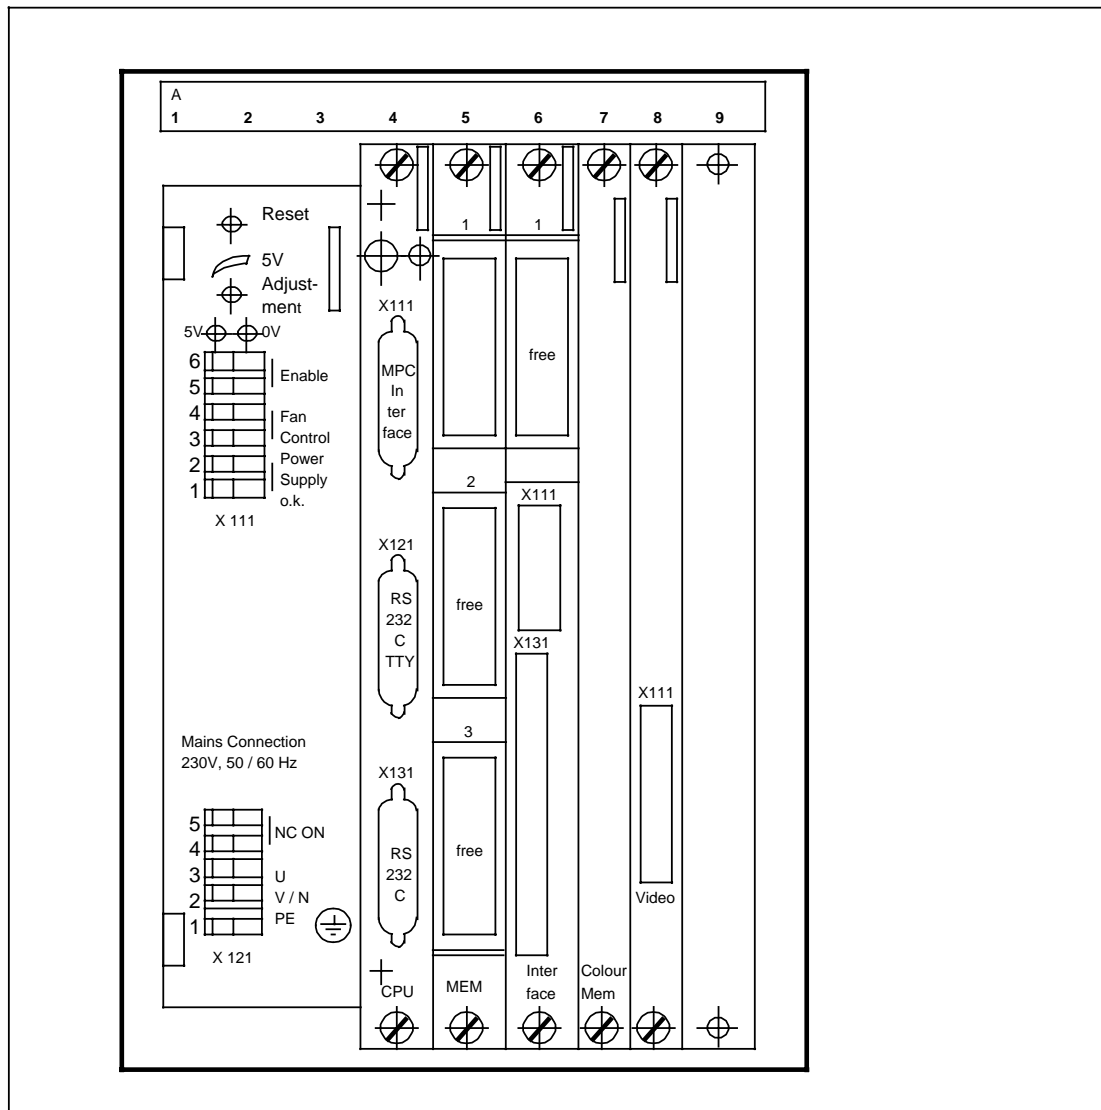 A
1 2 3 4 5 6 7 8 9
Reset
5V
Adjust-
ment
5V 0V
6
5
4
3
2
1
Enable
Fan
Control
Power
Supply
o.k.
X 111
Mains Connection
230V, 50 / 60 Hz
5
4
3
2
1
NC ON
U
V / N
PE
X 121
X111
MPC
In
ter
face
X121
RS
232
C
TTY
X131
RS
232
C
CPU
1
2
free
3
free
MEM
1
free
X111
X131
Inter
face
Colour
Mem
X111
Video